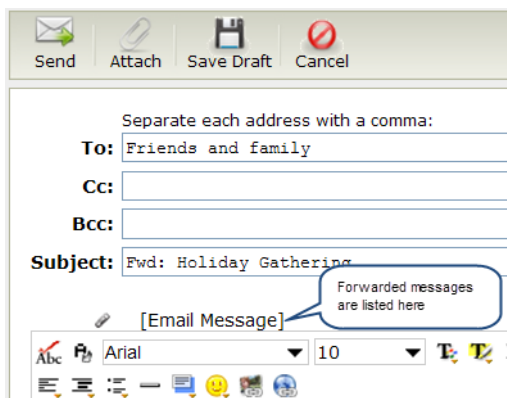 Send Attach Save Draft Cancel
Separate each address with a comma:
To: Friends and family
Cc:
Bcc:
Subject: Fwd: Holiday Gathering
Forwarded messages
are listed here
[Email Message]
Abc Arial 10 T T